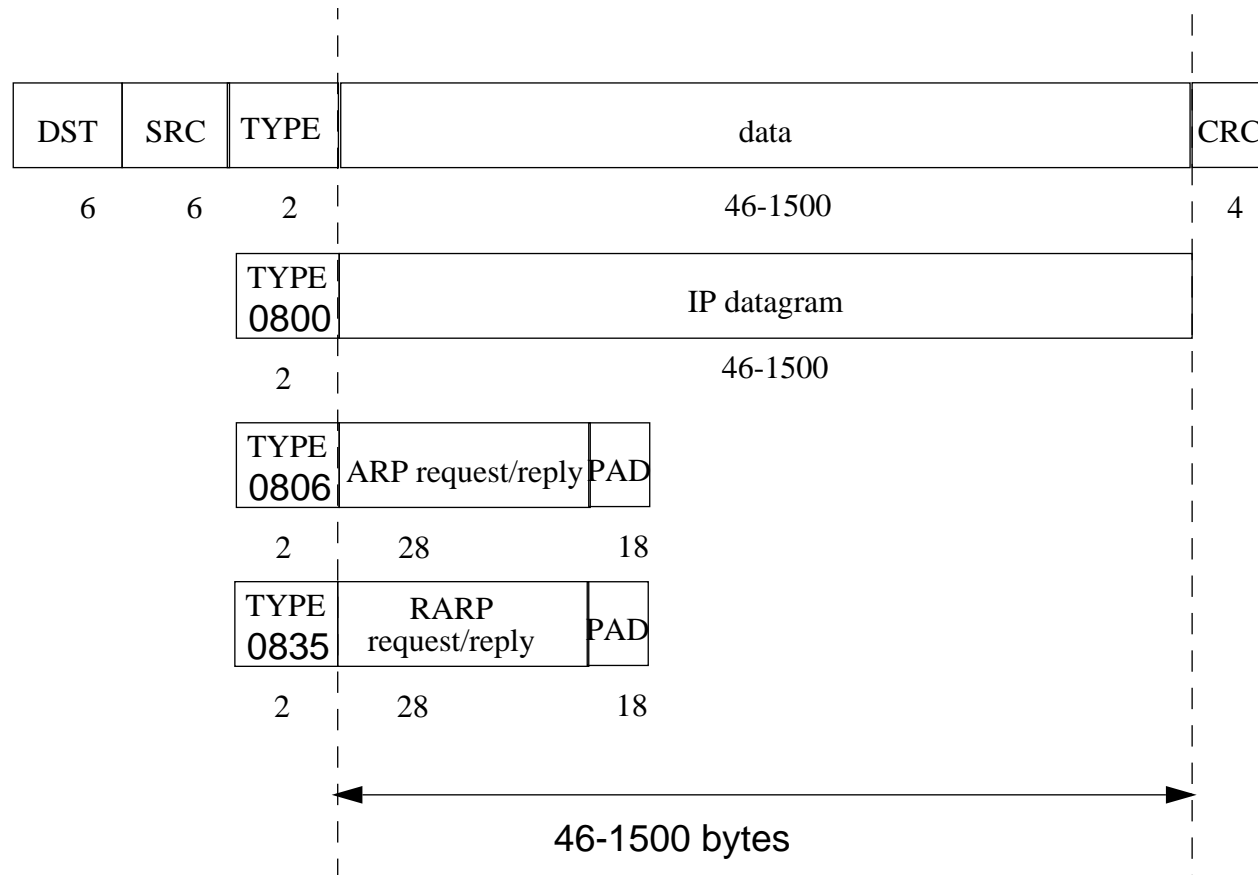 DST SRC TYPE data CRC
6 6 2 46-1500 4
TYPE
0800
IP datagram
2 46-1500
TYPE
0806
ARP request/reply PAD
2 28 18
TYPE
0835
RARP
request/reply
PAD
2 28 18
46-1500 bytes